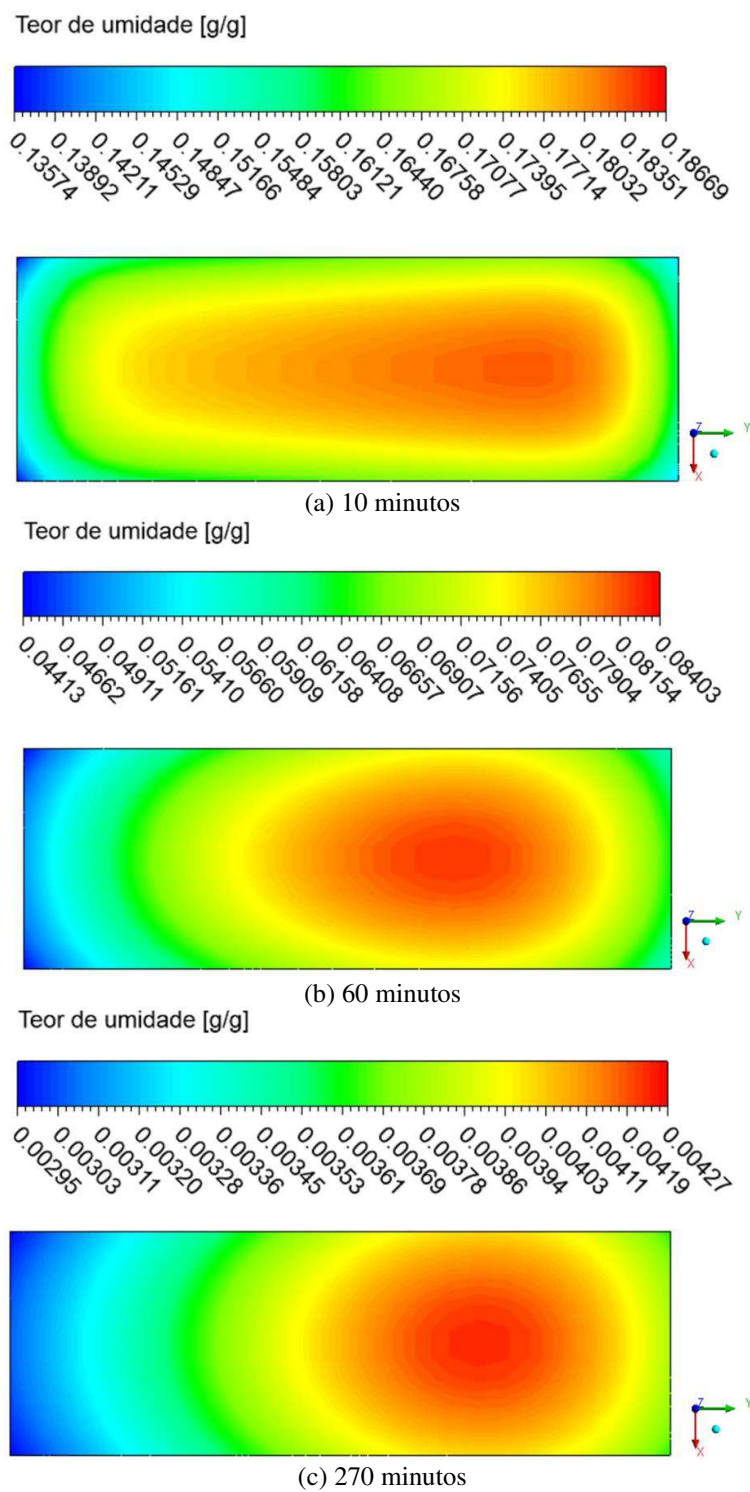 Teor de umidade [g/g]
0.13574 0.13892 0.14211 0.14529 0.14847 0.15166 0.15484 0.15803 0.16121 0.16440 0.16758 0.17077 0.17395 0.17714 0.18032 0.18351 0.18669
Z Y
X
(a) 10 minutos
Teor de umidade [g/g]
0.04413 0.04662 0.04911 0.05161 0.05410 0.05660 0.05909 0.06158 0.06408 0.06657 0.06907 0.07156 0.07405 0.07655 0.07904 0.08154 0.08403
Z Y
X
(b) 60 minutos
Teor de umidade [g/g]
0.00295 0.00303 0.00311 0.00320 0.00328 0.00336 0.00345 0.00353 0.00361 0.00369 0.00378 0.00386 0.00394 0.00403 0.00411 0.00419 0.00427
Z Y
X
(c) 270 minutos